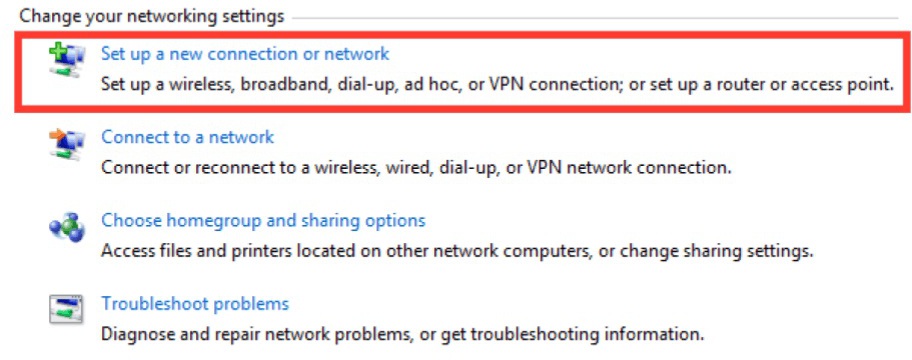 Change your networking settings
Set up a new connection or network
Set up a wireless, broadband, dial-up, ad hoc, or VPN connection; or set up a router or access point.
Connect to a network
Connect or reconnect to a wireless, wired, dial-up, or VPN network connection.
Choose homegroup and sharing options
Access files and printers located on other network computers, or change sharing settings.
Troubleshoot problems
Diagnose and repair network problems, or get troubleshooting information.